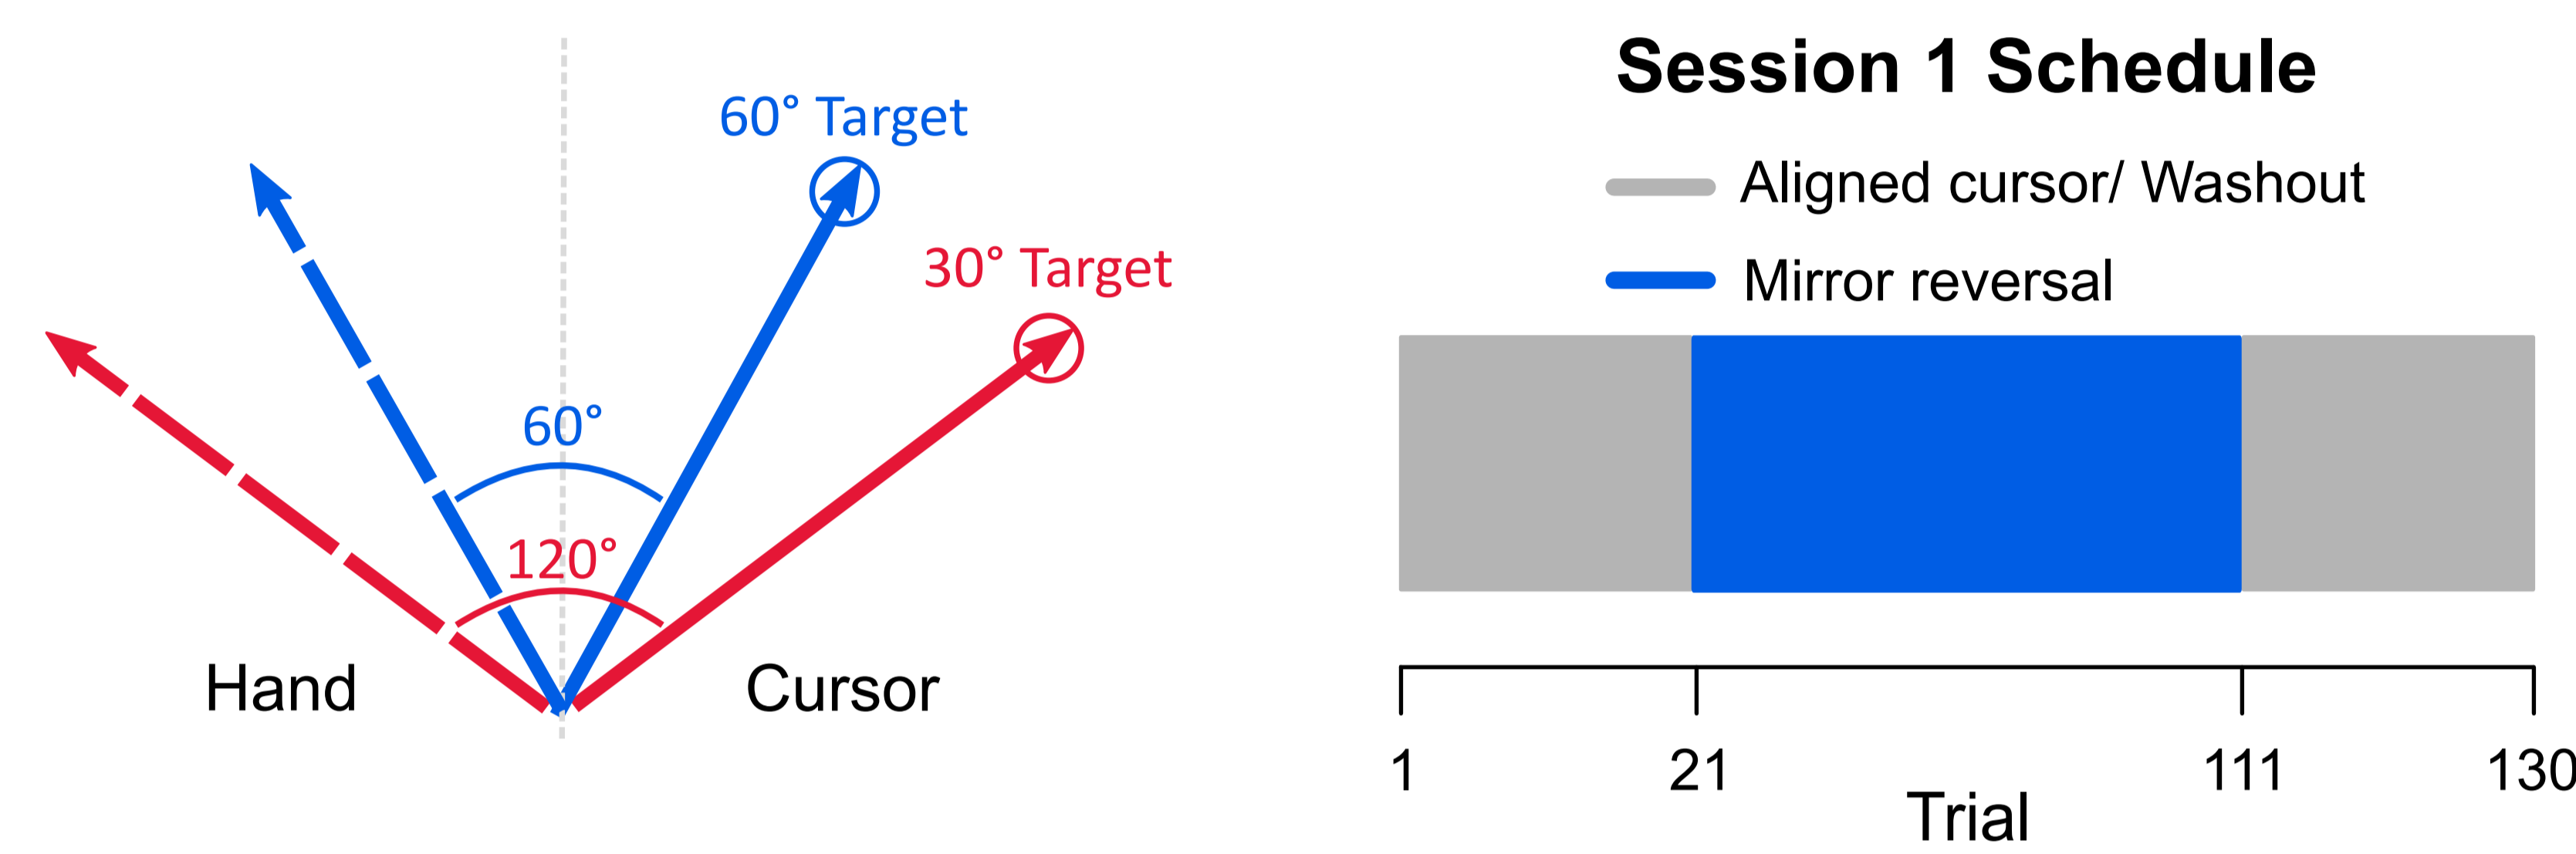 60° Target
30° Target
60°
120°
Hand
Cursor
Session 1 Schedule
Aligned cursor/ Washout
Mirror reversal
1
21
111
130
Trial